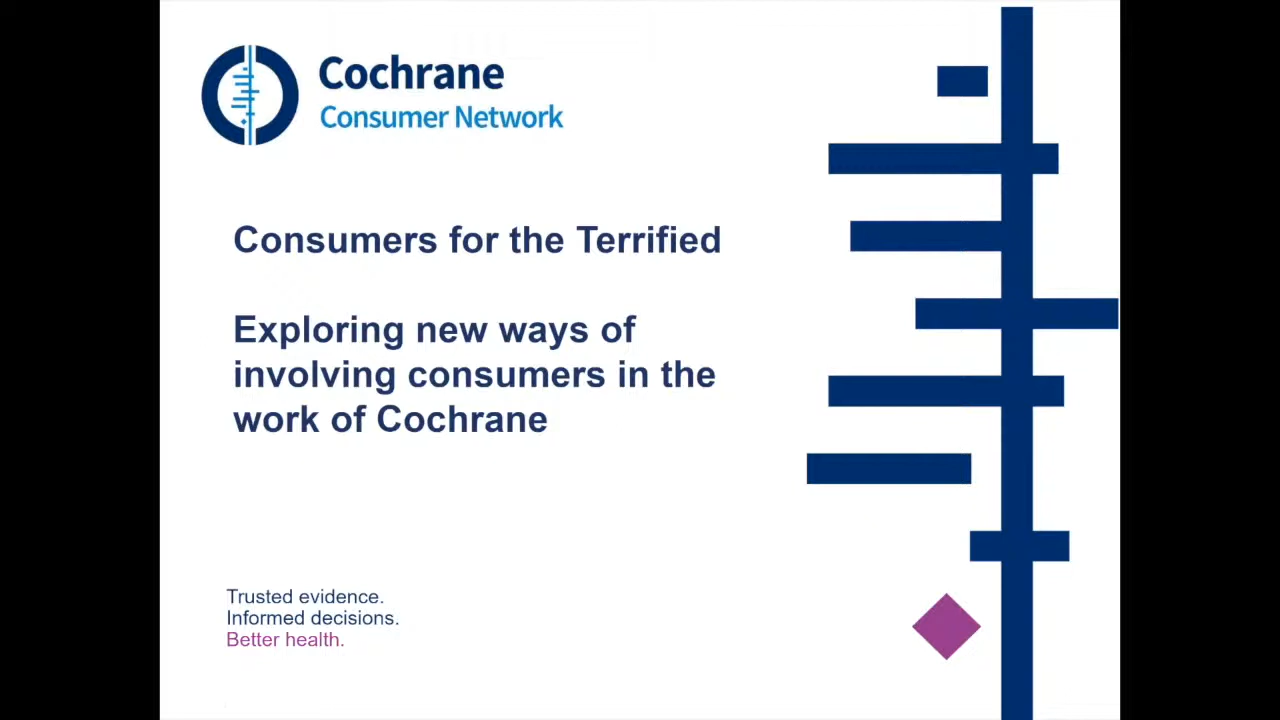 Cochrane
Consumer Network
Consumers for the Terrified
Exploring new ways of
involving consumers in the
work of Cochrane
Trusted evidence.
Informed decisions.
Better health.